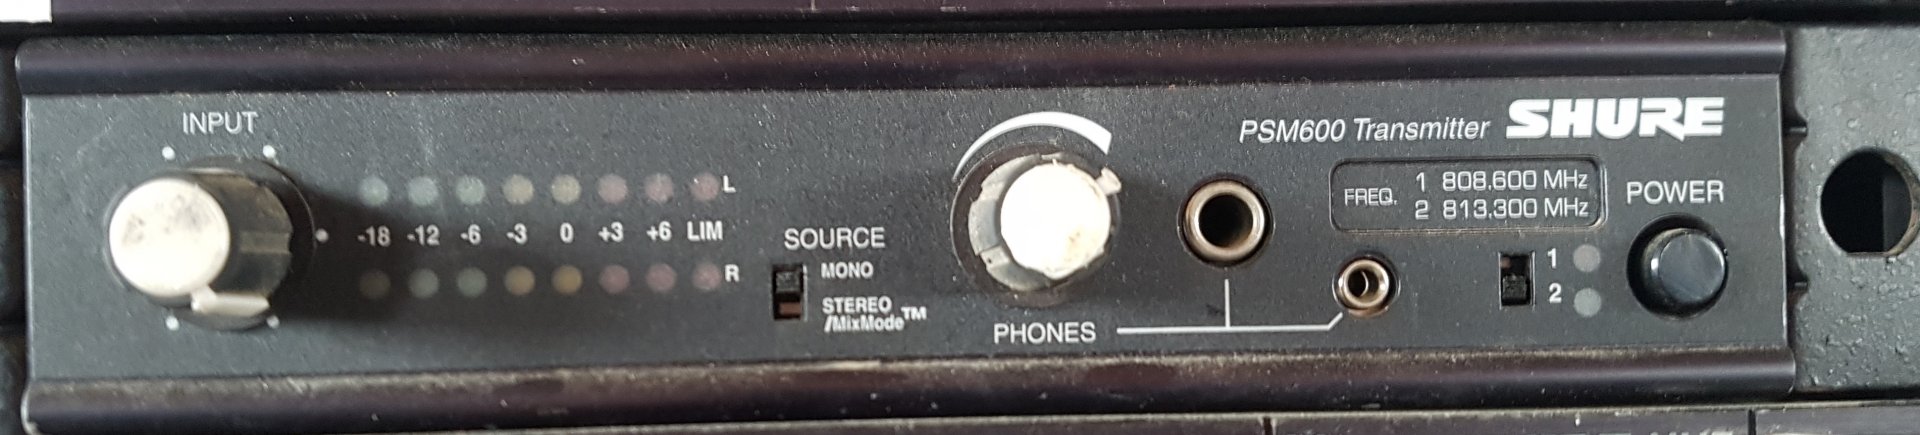 INPUT
L
-18 -12 -6 -3 0 +3 +6 LIM
R
SOURCE
MONO
STEREO
/MixMode™
PHONES
PSM600 Transmitter SHURE
FREQ. 1 808.600 MHz
2 813.300 MHz
POWER
1
2